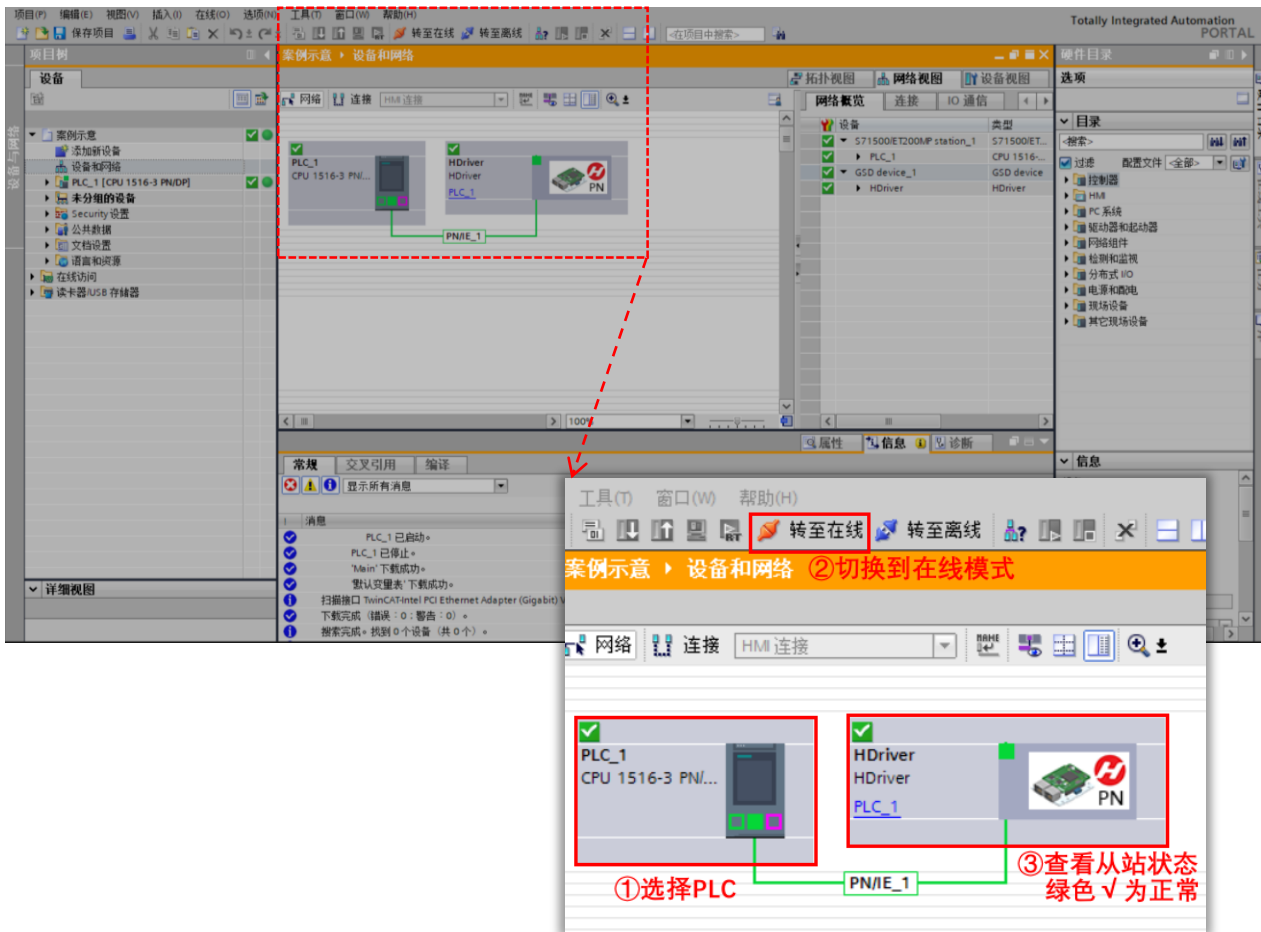 项目(P) 编辑(E) 视图(V) 插入(I) 在线(O) 选项(N) 工具(T) 窗口(W) 帮助(H)
Totally Integrated Automation
PORTAL
保存项目 转至在线 转至离线 <在项目中搜索>
项目树
案例示意 设备和网络
硬件目录
设备
拓扑视图 网络视图 设备视图
选项
网络 连接 HMI 连接
网络概览 连接 IO 通信
设备与网络
案例示意
添加新设备
设备和网络
PLC_1 [CPU 1516-3 PN/DP]
未分组的设备
Security 设置
公共数据
文档设置
语言和资源
在线访问
读卡器/USB 存储器
PLC_1
CPU 1516-3 PN/...
HDriver
HDriver
PLC_1
PN
PN/IE_1
设备 类型
S71500/ET200MP station_1 S71500/ET...
PLC_1 CPU 1516-...
GSD device_1 GSD device
HDriver HDriver
目录
<搜索>
过滤 配置文件 <全部>
控制器
HMI
PC 系统
驱动器和起动器
网络组件
检测和监视
分布式 I/O
电源和配电
现场设备
其它现场设备
100%
属性 信息 诊断
常规 交叉引用 编译
显示所有消息
! 消息
PLC_1 已启动。
PLC_1 已停止。
'Main' 下载成功。
'默认变量表' 下载成功。
扫描接口 TwinCAT-Intel PCI Ethernet Adapter (Gigabit)
下载完成（错误：0；警告：0）。
搜索完成。找到 0 个设备（共 0 个）。
详细视图
信息
工具(T) 窗口(W) 帮助(H)
转至在线 转至离线
案例示意 设备和网络 ②切换到在线模式
网络 连接 HMI 连接
PLC_1
CPU 1516-3 PN/...
HDriver
HDriver
PLC_1
PN
PN/IE_1
①选择PLC
③查看从站状态
绿色√为正常